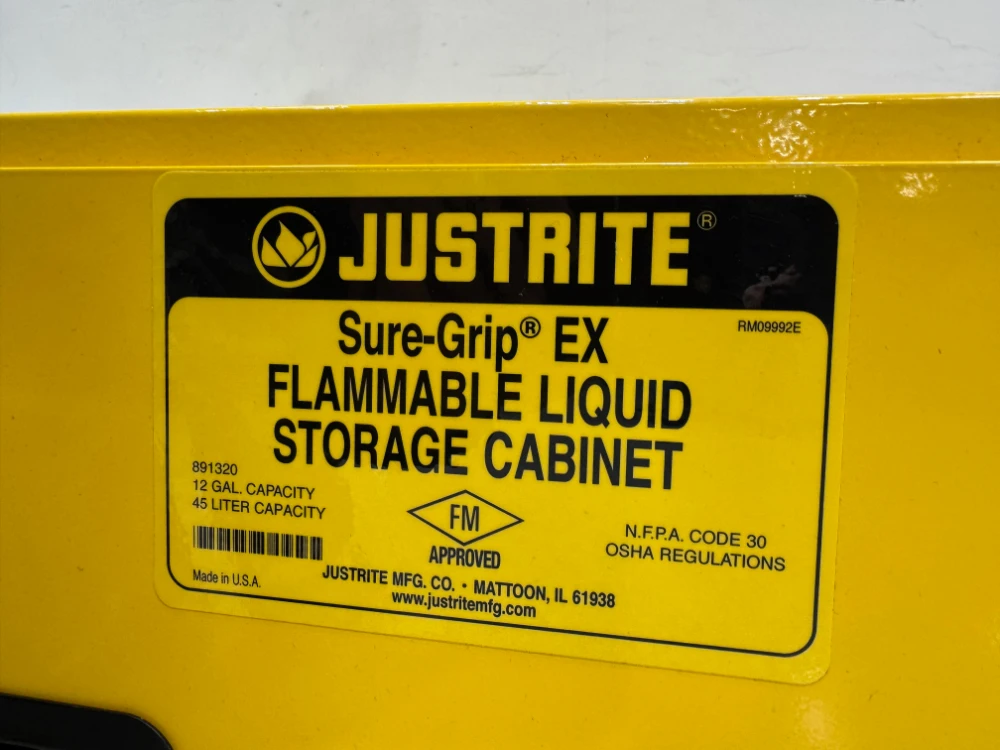 JUSTRITE®
RM09992E
Sure-Grip® EX
FLAMMABLE LIQUID
STORAGE CABINET
891320
12 GAL. CAPACITY
45 LITER CAPACITY
FM
APPROVED
N.F.P.A. CODE 30
OSHA REGULATIONS
Made in U.S.A.
JUSTRITE MFG. CO. • MATTOON, IL 61938
www.justritemfg.com